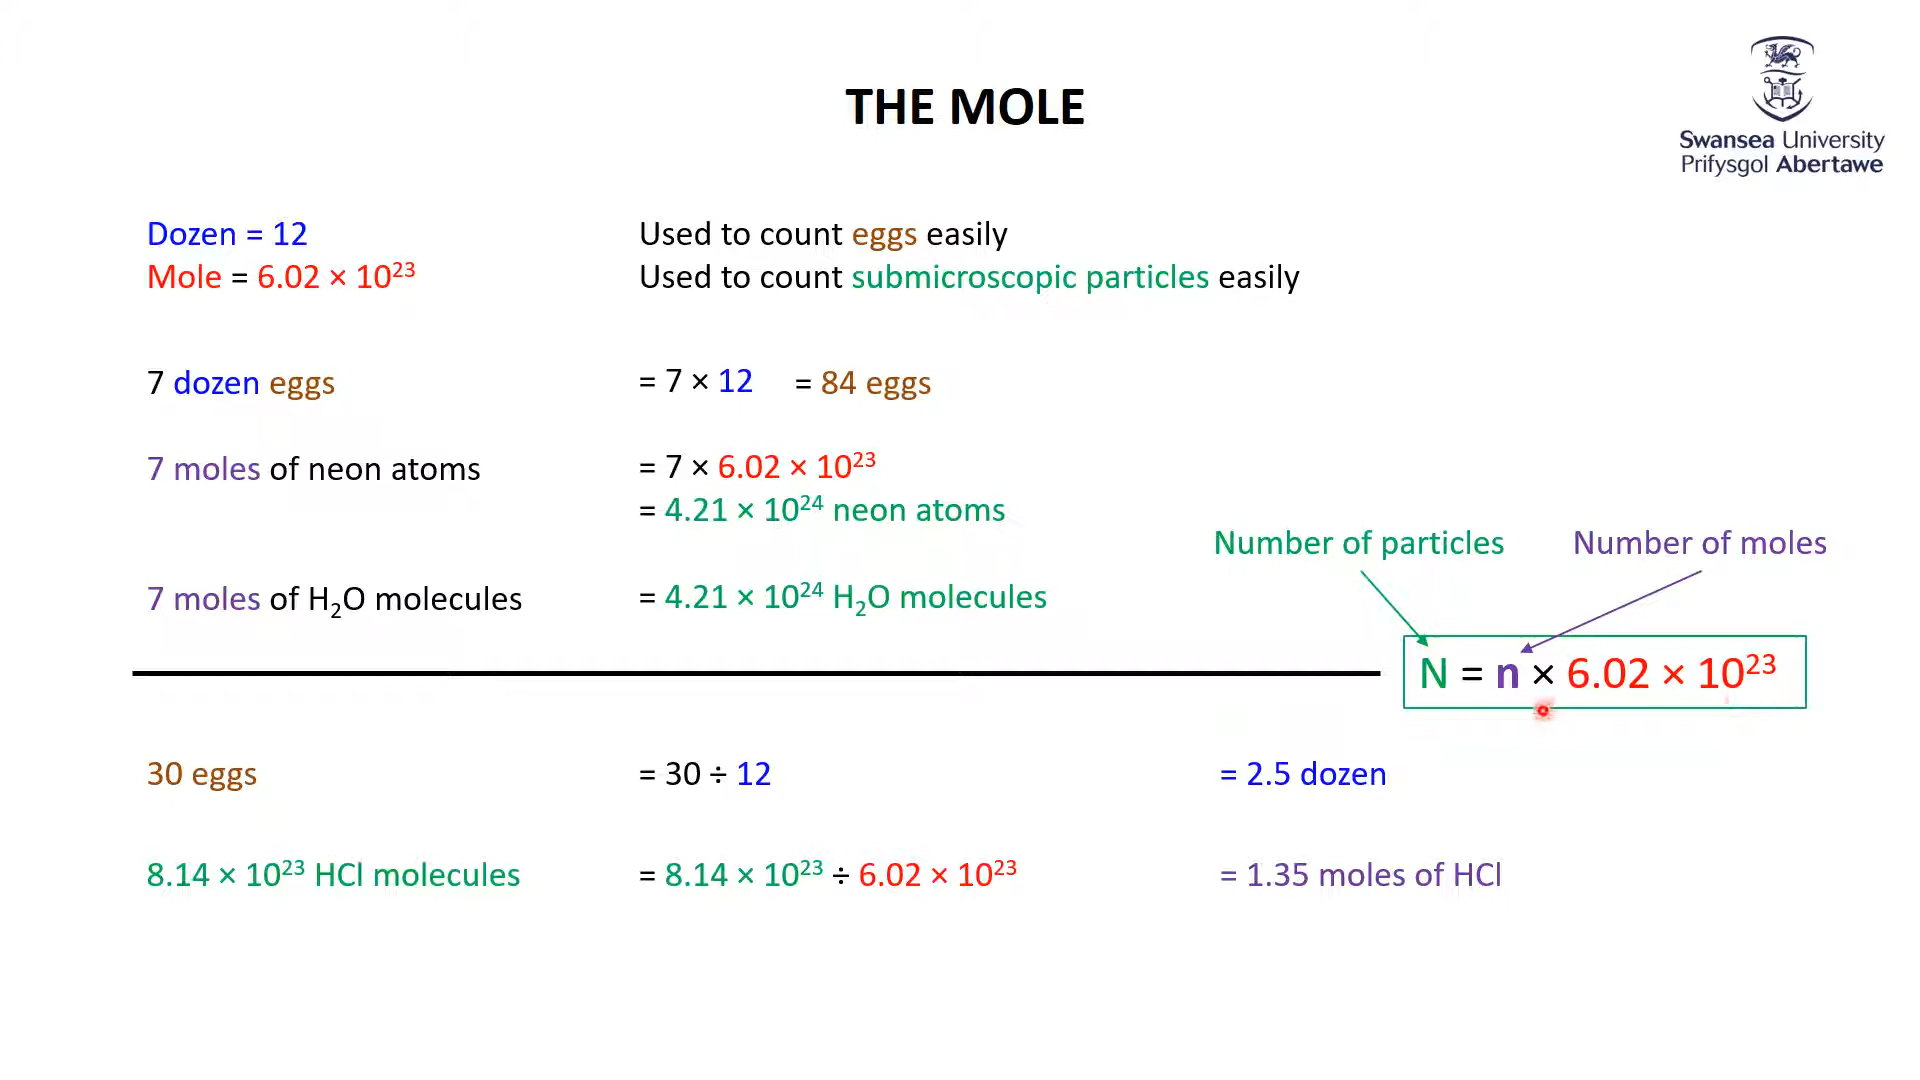 THE MOLE
Swansea University
Prifysgol Abertawe
Dozen = 12 Used to count eggs easily
Mole = 6.02 × 10²³ Used to count submicroscopic particles easily
7 dozen eggs = 7 × 12 = 84 eggs
7 moles of neon atoms = 7 × 6.02 × 10²³
= 4.21 × 10²⁴ neon atoms
Number of particles Number of moles
7 moles of H₂O molecules = 4.21 × 10²⁴ H₂O molecules
N = n × 6.02 × 10²³
30 eggs = 30 ÷ 12 = 2.5 dozen
8.14 × 10²³ HCl molecules = 8.14 × 10²³ ÷ 6.02 × 10²³ = 1.35 moles of HCl